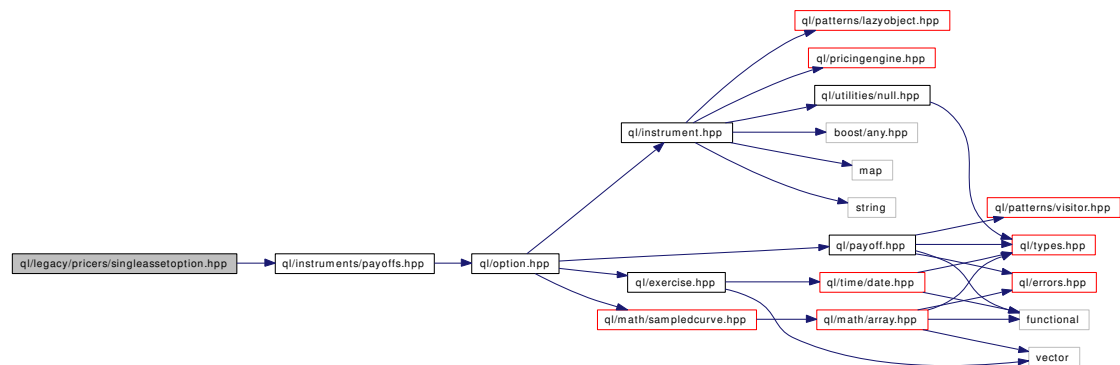 ql/patterns/lazyobject.hpp
ql/pricingengine.hpp
ql/utilities/null.hpp
ql/instrument.hpp
boost/any.hpp
map
string
ql/patterns/visitor.hpp
ql/payoff.hpp
ql/types.hpp
ql/legacy/pricers/singleassetoption.hpp
ql/instruments/payoffs.hpp
ql/option.hpp
ql/exercise.hpp
ql/time/date.hpp
ql/errors.hpp
ql/math/sampledcurve.hpp
ql/math/array.hpp
functional
vector